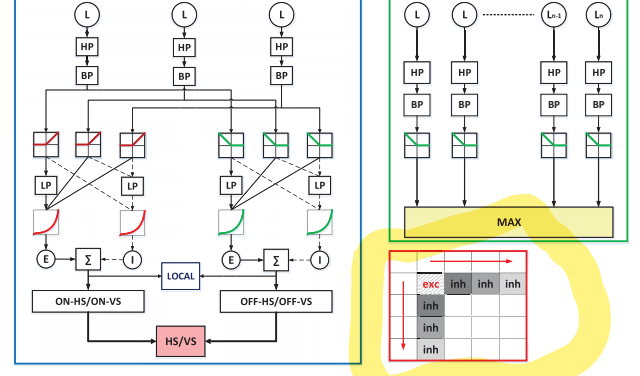 L L L
HP HP HP
BP BP BP
LP LP LP LP
E Σ I E Σ I
LOCAL
ON-HS/ON-VS OFF-HS/OFF-VS
HS/VS
L L Ln-1 Ln
HP HP HP HP
BP BP BP BP
MAX
exc inh inh inh
inh
inh
inh